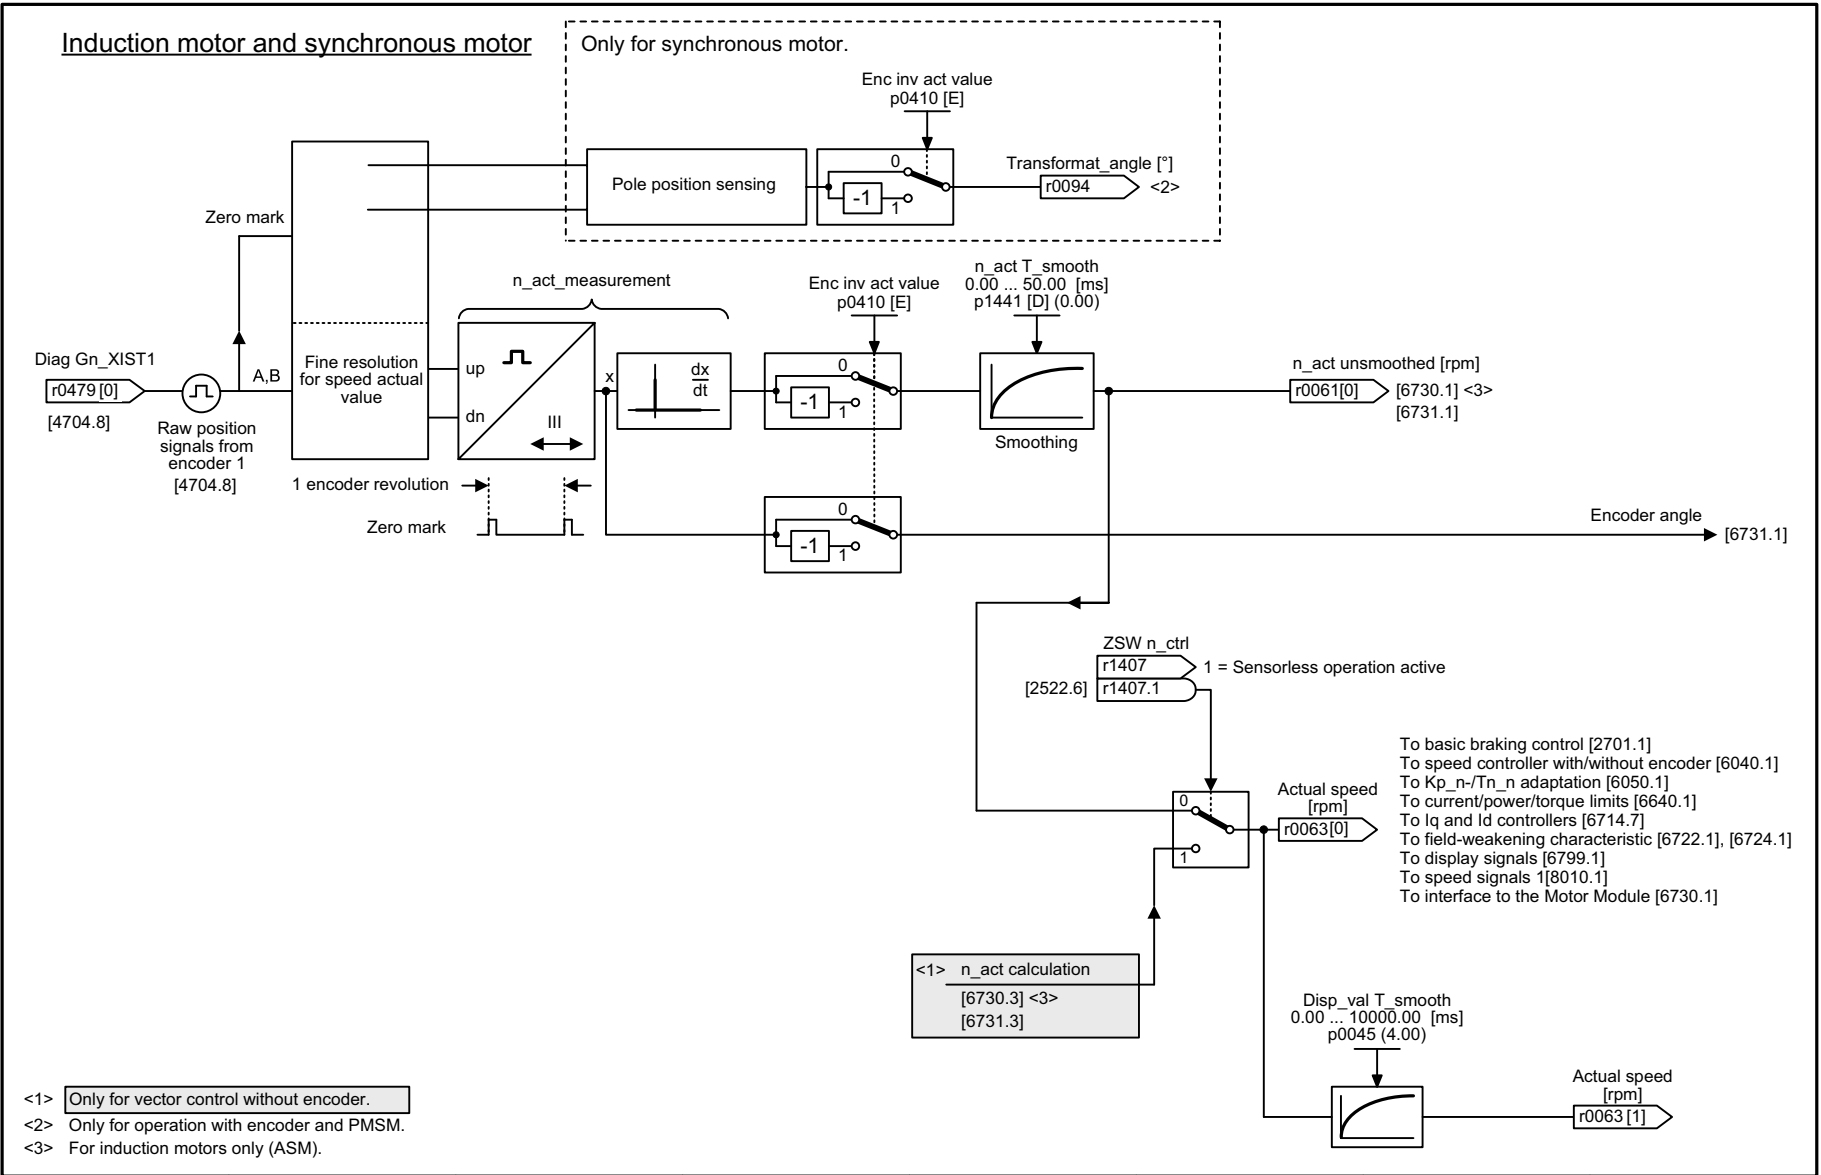 Induction motor and synchronous motor
Only for synchronous motor.
Enc inv act value
p0410 [E]
0
-1
1
Pole position sensing
Transformat_angle [°]
r0094
<2>
Zero mark
n_act_measurement
Enc inv act value
p0410 [E]
n_act T_smooth
0.00 ... 50.00 [ms]
p1441 [D] (0.00)
Diag Gn_XIST1
r0479 [0]
[4704.8]
A,B
Raw position
signals from
encoder 1
[4704.8]
Fine resolution
for speed actual
value
up
dn
III
x
dx
dt
0
-1
1
Smoothing
n_act unsmoothed [rpm]
r0061[0]
[6730.1] <3>
[6731.1]
1 encoder revolution
Zero mark
0
-1
1
Encoder angle
[6731.1]
ZSW n_ctrl
r1407
1 = Sensorless operation active
[2522.6]
r1407.1
0
1
Actual speed
[rpm]
r0063[0]
To basic braking control [2701.1]
To speed controller with/without encoder [6040.1]
To Kp_n-/Tn_n adaptation [6050.1]
To current/power/torque limits [6640.1]
To Iq and Id controllers [6714.7]
To field-weakening characteristic [6722.1], [6724.1]
To display signals [6799.1]
To speed signals 1[8010.1]
To interface to the Motor Module [6730.1]
<1> n_act calculation
[6730.3] <3>
[6731.3]
Disp_val T_smooth
0.00 ... 10000.00 [ms]
p0045 (4.00)
Actual speed
[rpm]
r0063 [1]
<1> Only for vector control without encoder.
<2> Only for operation with encoder and PMSM.
<3> For induction motors only (ASM).